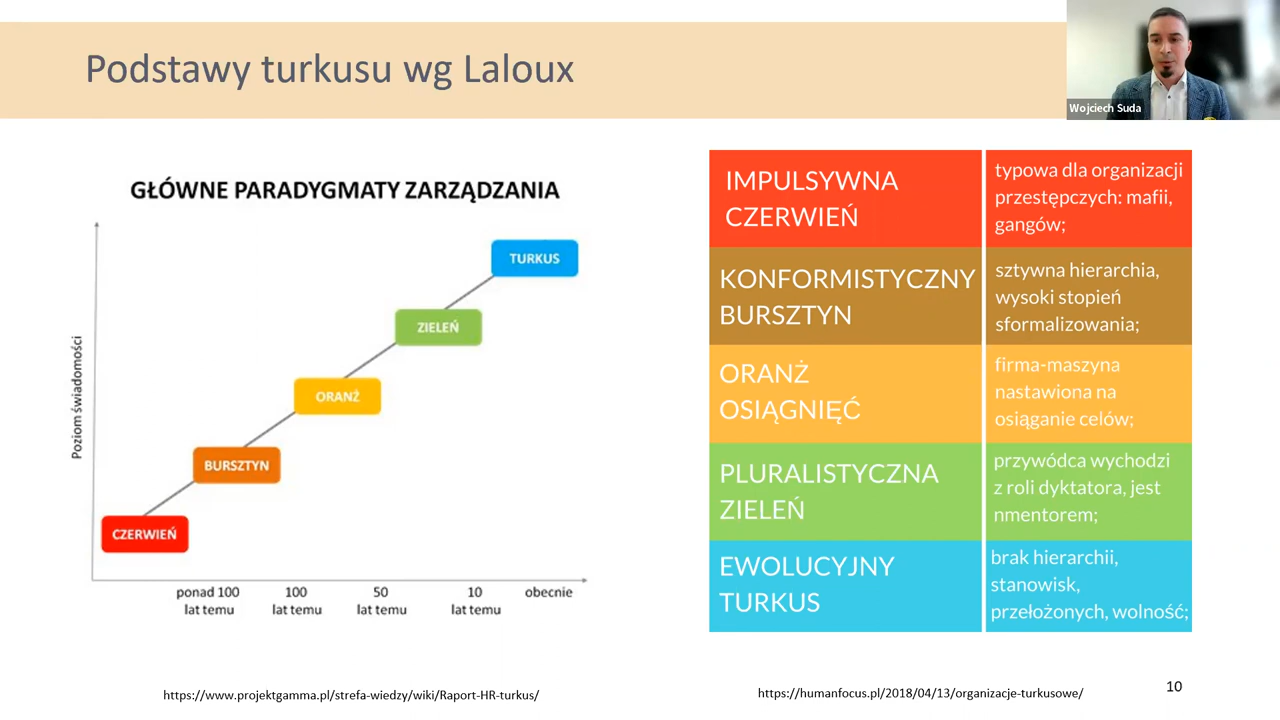 Podstawy turkusu wg Laloux
Wojciech Suda
GŁÓWNE PARADYGMATY ZARZĄDZANIA
Poziom świadomości
TURKUS
ZIELEŃ
ORANŻ
BURSZTYN
CZERWIEŃ
ponad 100
lat temu
100
lat temu
50
lat temu
10
lat temu
obecnie
https://www.projektgamma.pl/strefa-wiedzy/wiki/Raport-HR-turkus/
IMPULSYWNA
CZERWIEŃ
typowa dla organizacji
przestępczych: mafii,
gangów;
KONFORMISTYCZNY
BURSZTYN
sztywna hierarchia,
wysoki stopień
sformalizowania;
ORANŻ
OSIĄGNIĘĆ
firma-maszyna
nastawiona na
osiąganie celów;
PLURALISTYCZNA
ZIELEŃ
przywódca wychodzi
z roli dyktatora, jest
nmentorem;
EWOLUCYJNY
TURKUS
brak hierarchii,
stanowisk,
przełożonych, wolność;
https://humanfocus.pl/2018/04/13/organizacje-turkusowe/
10